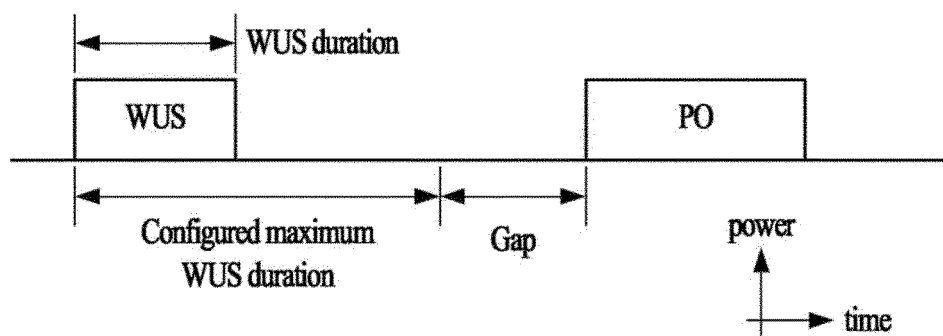 WUS duration
WUS
PO
Configured maximum
WUS duration
Gap
power
time